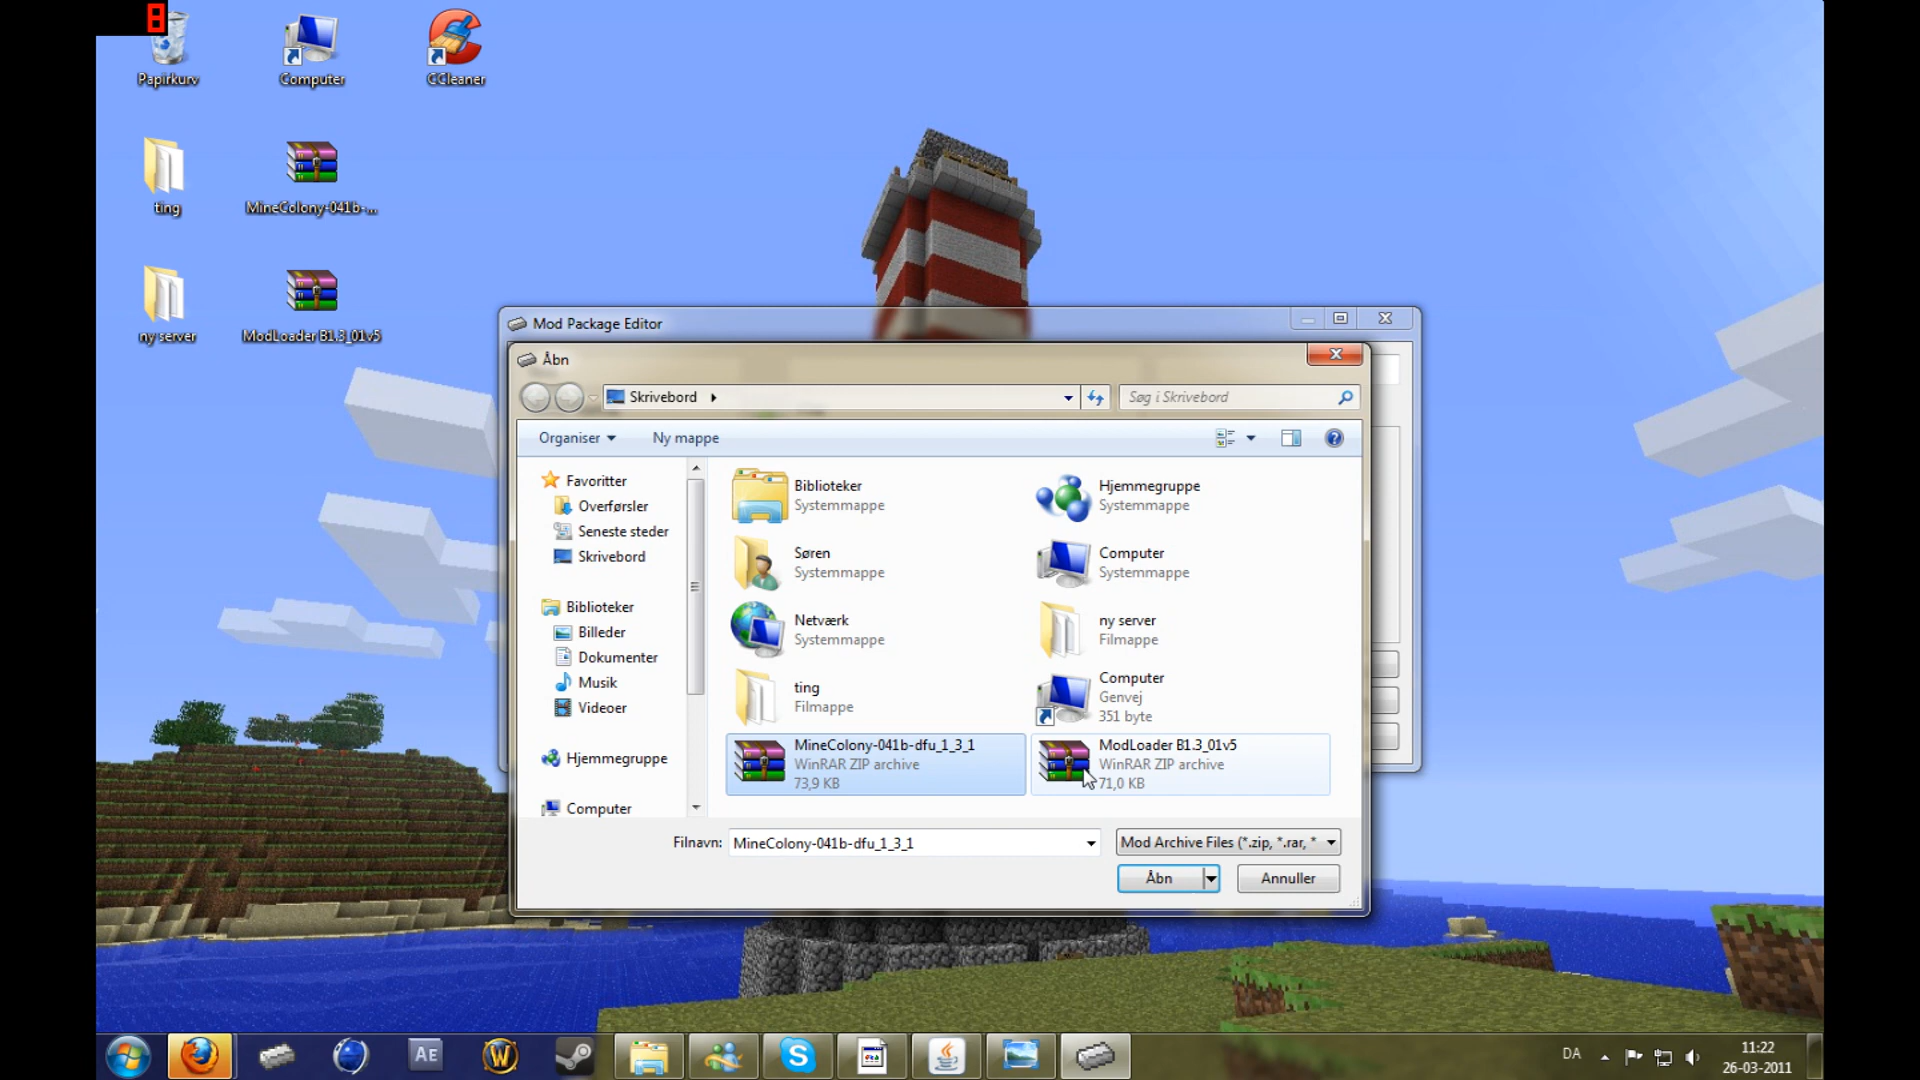 8
Papirkurv
Computer
CCleaner
ting
MineColony-041b-...
ny server
ModLoader B1.3_01v5
Mod Package Editor
Åbn
Skrivebord
Søg i Skrivebord
Organiser
Ny mappe
Favoritter
Overførsler
Seneste steder
Skrivebord
Biblioteker
Billeder
Dokumenter
Musik
Videoer
Hjemmegruppe
Computer
Biblioteker
Systemmappe
Hjemmegruppe
Systemmappe
Søren
Systemmappe
Computer
Systemmappe
Netværk
Systemmappe
ny server
Filmappe
ting
Filmappe
Computer
Genvej
351 byte
MineColony-041b-dfu_1_3_1
WinRAR ZIP archive
73,9 KB
ModLoader B1.3_01v5
WinRAR ZIP archive
71,0 KB
Filnavn:
MineColony-041b-dfu_1_3_1
Mod Archive Files (*.zip, *.rar, *
Åbn
Annuller
AE
DA
11:22
26-03-2011